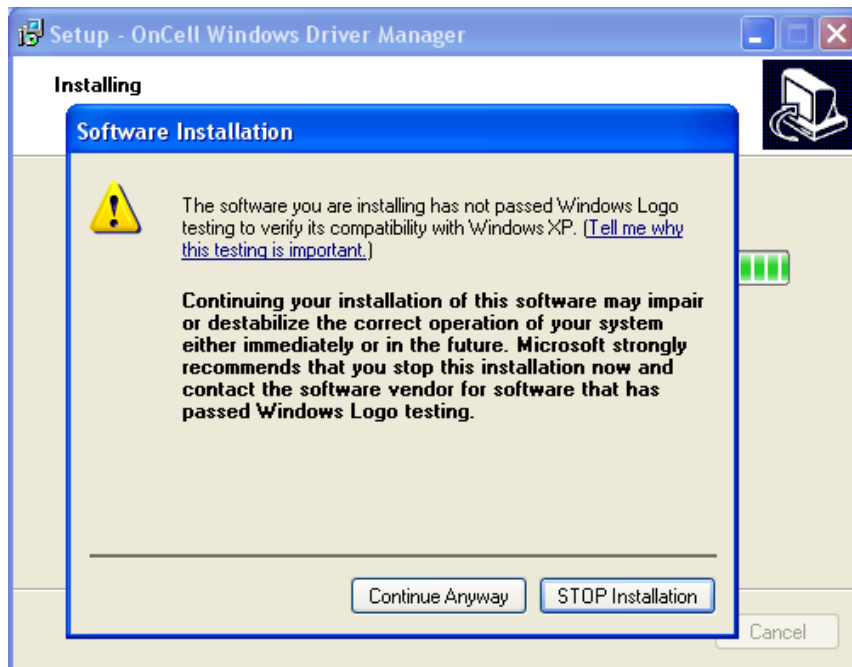 Setup - OnCell Windows Driver Manager
Installing
Software Installation
The software you are installing has not passed Windows Logo
testing to verify its compatibility with Windows XP. (Tell me why
this testing is important.)
Continuing your installation of this software may impair
or destabilize the correct operation of your system
either immediately or in the future. Microsoft strongly
recommends that you stop this installation now and
contact the software vendor for software that has
passed Windows Logo testing.
Continue Anyway
STOP Installation
Cancel